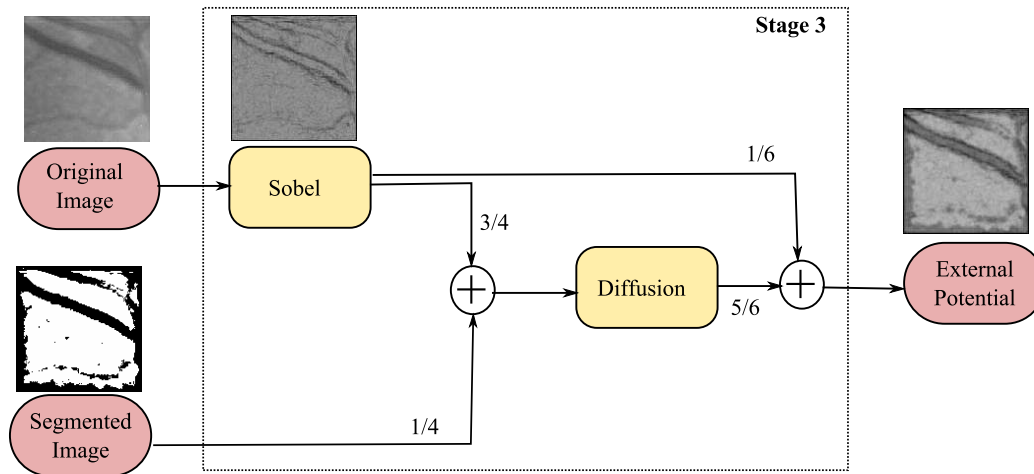 Stage 3
Original
Image
Sobel
1/6
3/4
Diffusion
5/6
External
Potential
Segmented
Image
1/4